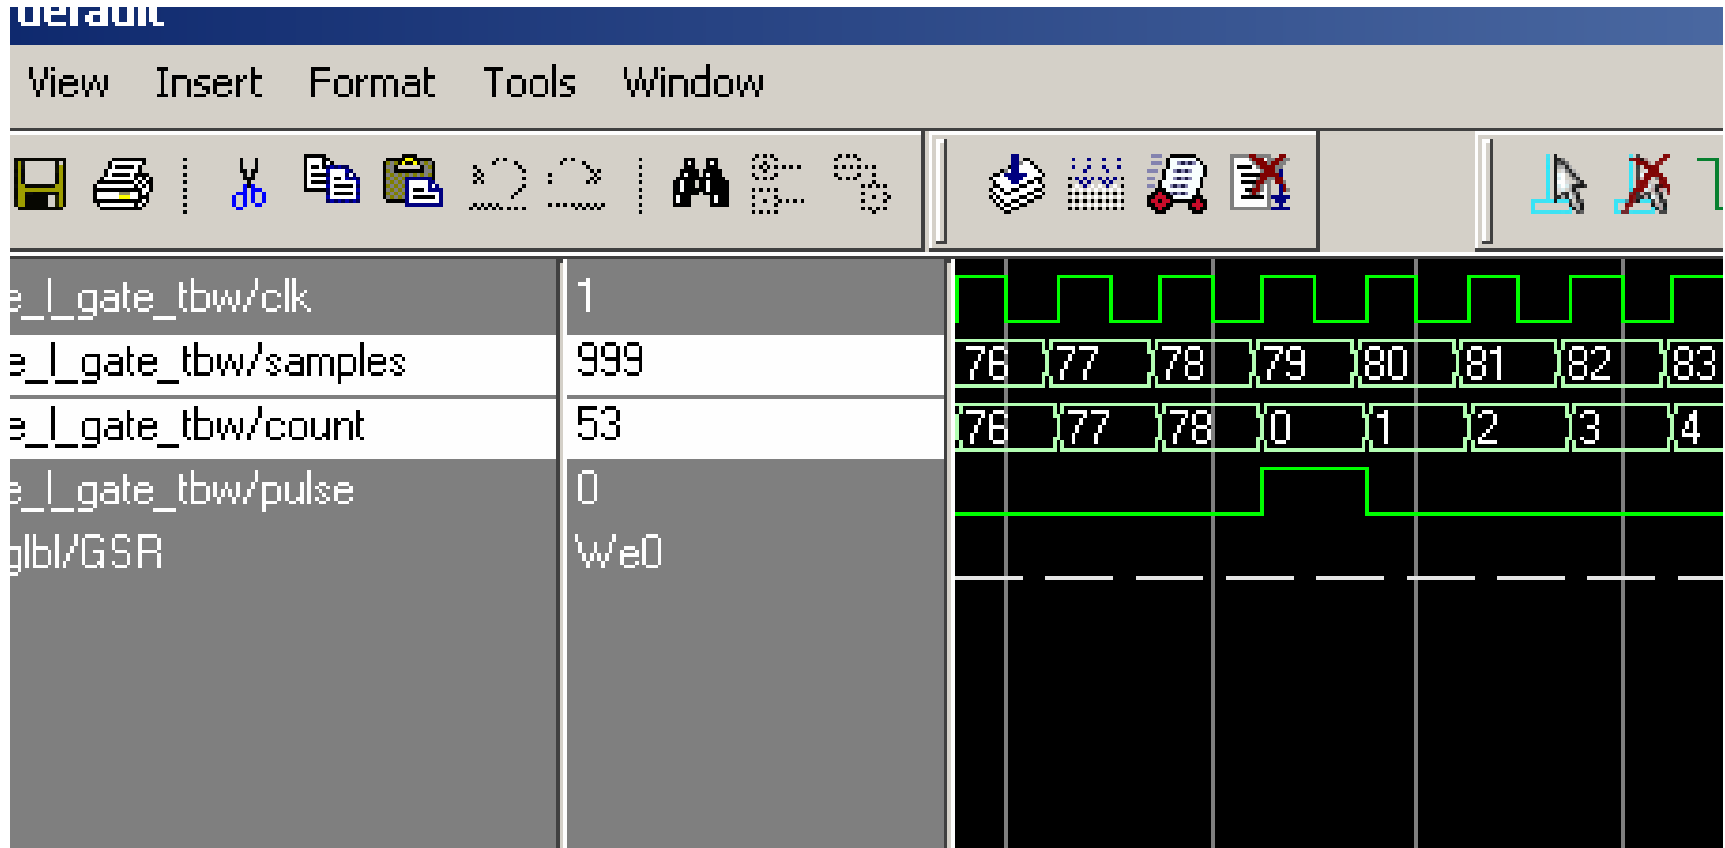 default
View Insert Format Tools Window
e_l_gate_tbw/clk 1
e_l_gate_tbw/samples 999 76 77 78 79 80 81 82 83
e_l_gate_tbw/count 53 76 77 78 0 1 2 3 4
e_l_gate_tbw/pulse 0
glbl/GSR We0